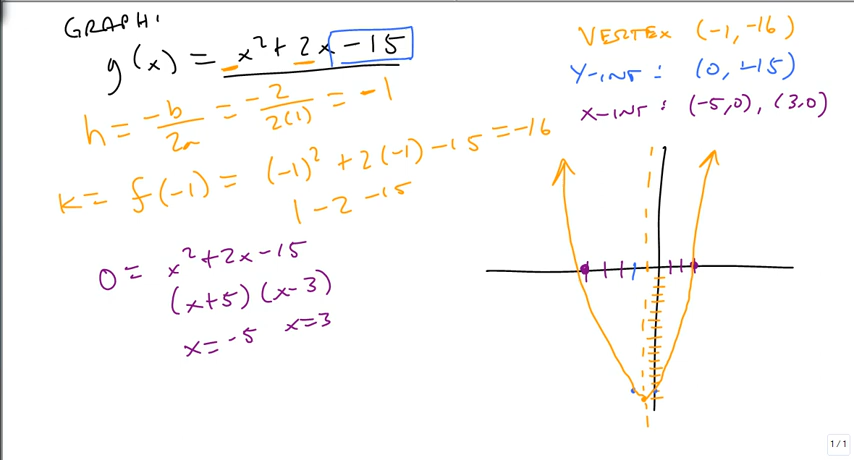 GRAPH:
g(x) = x² + 2x - 15
h = -b/2a = -2/2(1) = -1
k = f(-1) = (-1)² + 2(-1) - 15 = -16
1 - 2 - 15
0 = x² + 2x - 15
(x+5)(x-3)
x = -5 x = 3
VERTEX (-1, -16)
Y-INT : (0, -15)
X-INT : (-5,0), (3,0)
1 / 1